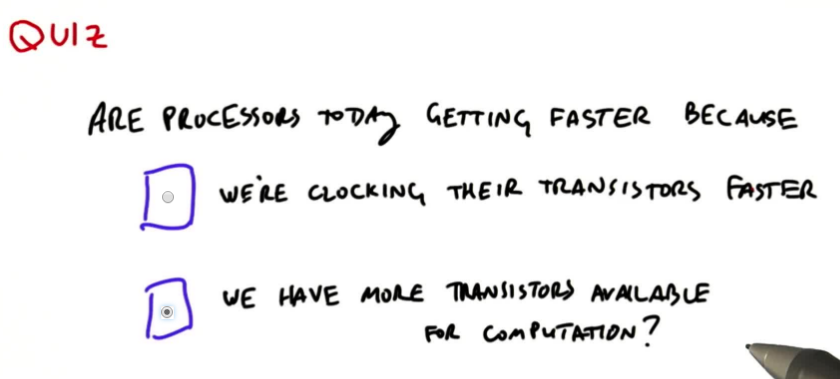 QUIZ
ARE PROCESSORS TODAY GETTING FASTER BECAUSE
WE'RE CLOCKING THEIR TRANSISTORS FASTER
WE HAVE MORE TRANSISTORS AVAILABLE
FOR COMPUTATION?